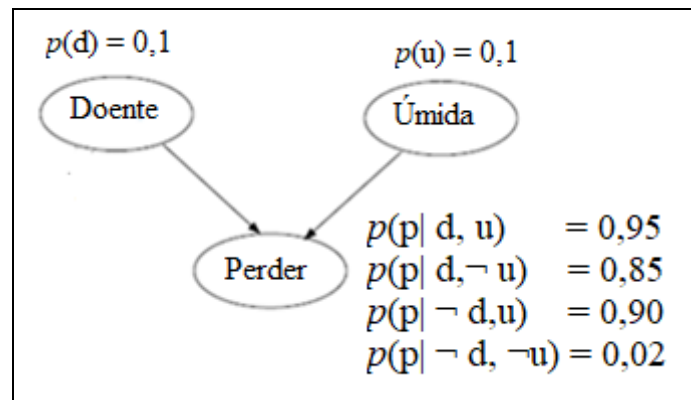 p(d) = 0,1
p(u) = 0,1
Doente
Úmida
Perder
p(p| d, u) = 0,95
p(p| d,¬ u) = 0,85
p(p| ¬ d,u) = 0,90
p(p| ¬ d, ¬u) = 0,02